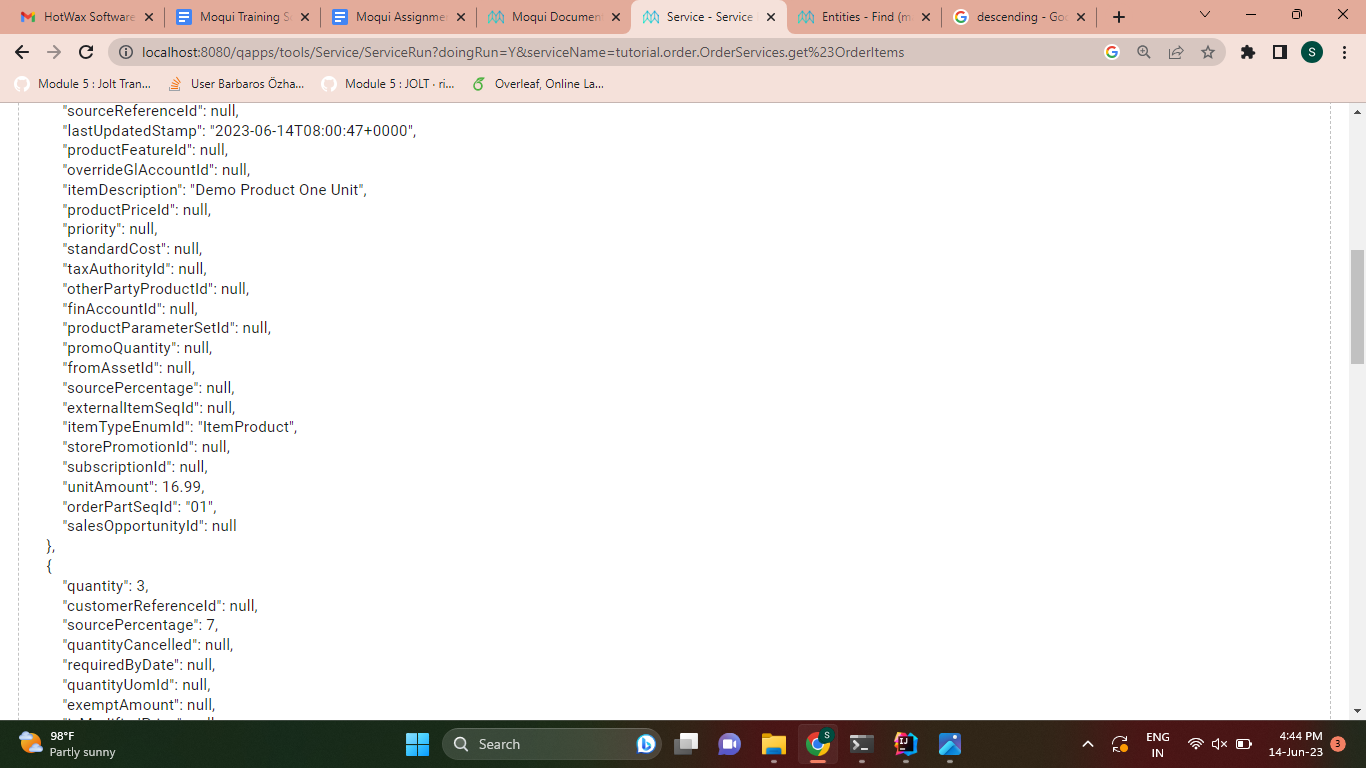 HotWax Software
Moqui Training S
Moqui Assignme
Moqui Document
Service - Service
Entities - Find (m
descending - Goo
localhost:8080/qapps/tools/Service/ServiceRun?doingRun=Y&serviceName=tutorial.order.OrderServices.get%23OrderItems
S
Module 5 : Jolt Tran...
User Barbaros Özha...
Module 5 : JOLT · ri...
Overleaf, Online La...
"sourceReferenceId": null,
"lastUpdatedStamp": "2023-06-14T08:00:47+0000",
"productFeatureId": null,
"overrideGlAccountId": null,
"itemDescription": "Demo Product One Unit",
"productPriceId": null,
"priority": null,
"standardCost": null,
"taxAuthorityId": null,
"otherPartyProductId": null,
"finAccountId": null,
"productParameterSetId": null,
"promoQuantity": null,
"fromAssetId": null,
"sourcePercentage": null,
"externalItemSeqId": null,
"itemTypeEnumId": "ItemProduct",
"storePromotionId": null,
"subscriptionId": null,
"unitAmount": 16.99,
"orderPartSeqId": "01",
"salesOpportunityId": null
},
{
"quantity": 3,
"customerReferenceId": null,
"sourcePercentage": 7,
"quantityCancelled": null,
"requiredByDate": null,
"quantityUomId": null,
"exemptAmount": null,
98°F
Partly sunny
Search
S
ENG
IN
4:44 PM
14-Jun-23
3